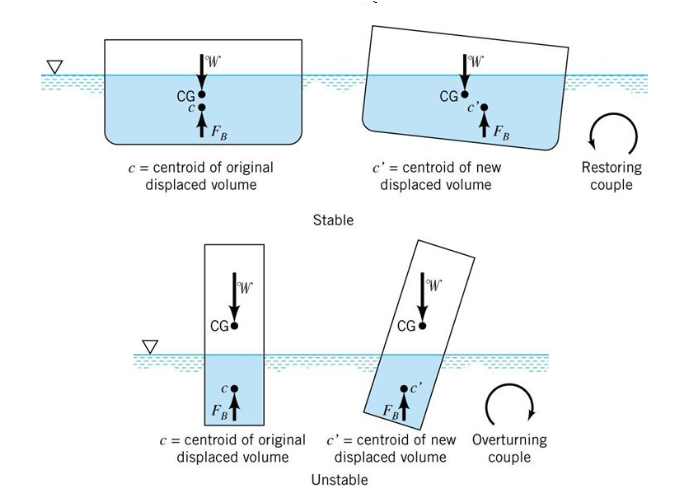 W
W
CG
CG
c
c'
F_B
F_B
c = centroid of original
displaced volume
c' = centroid of new
displaced volume
Restoring
couple
Stable
W
W
CG
CG
c
c'
F_B
F_B
c = centroid of original
displaced volume
c' = centroid of new
displaced volume
Overturning
couple
Unstable